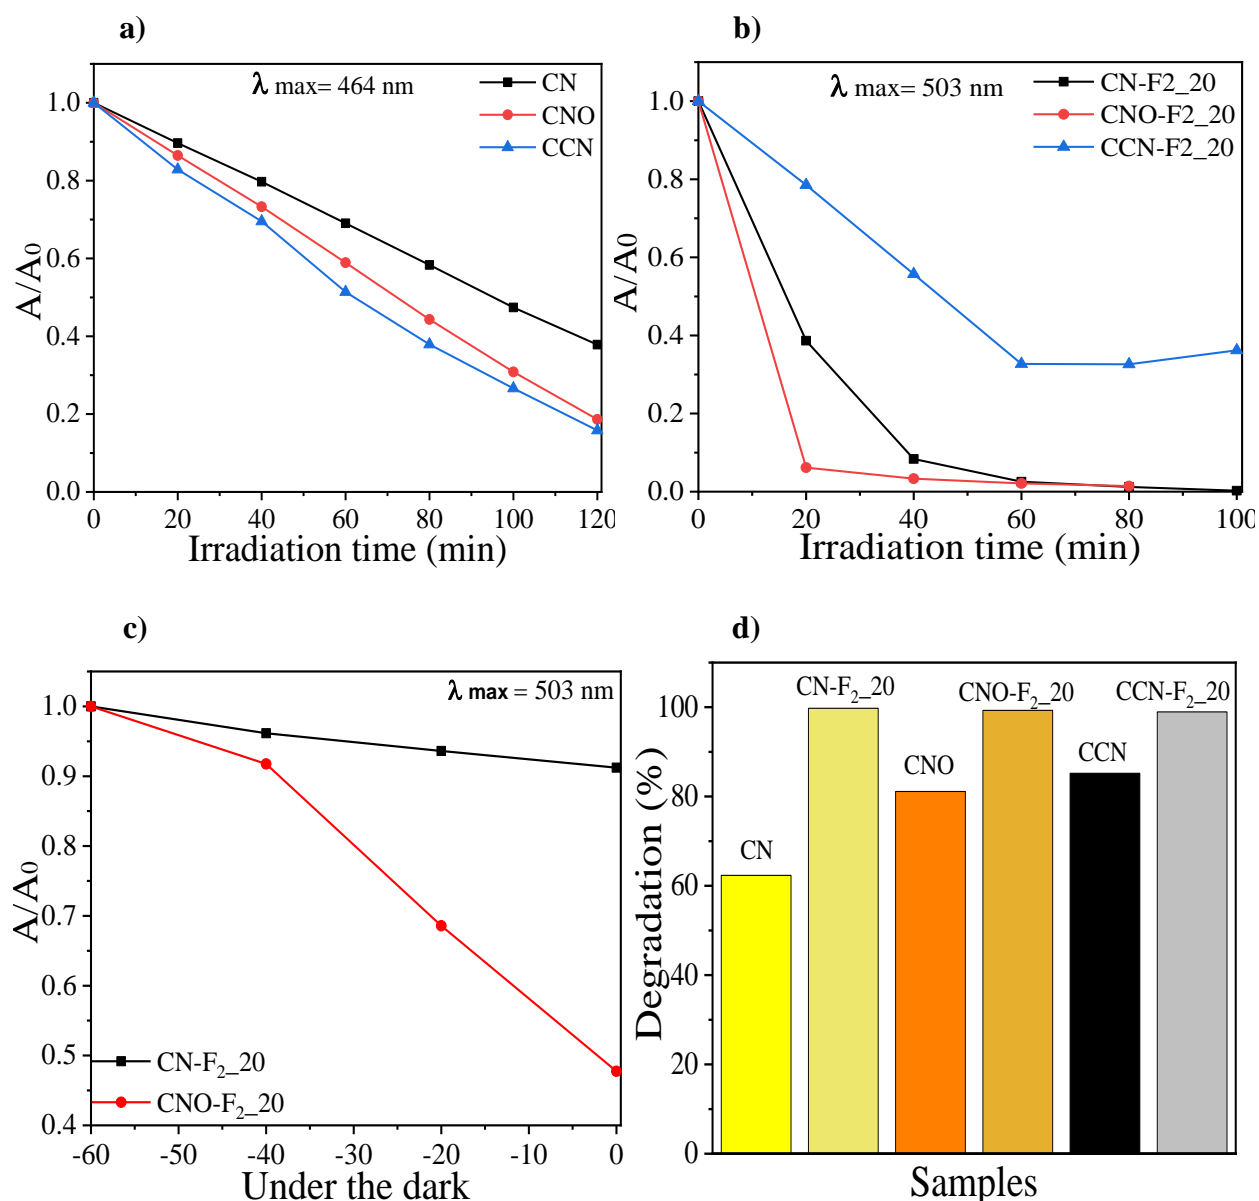 a)
λ max= 464 nm
CN
CNO
CCN
1.0
0.8
0.6
0.4
0.2
0.0
A/A0
0 20 40 60 80 100 120
Irradiation time (min)
b)
λ max= 503 nm
CN-F2_20
CNO-F2_20
CCN-F2_20
1.0
0.8
0.6
0.4
0.2
0.0
A/A0
0 20 40 60 80 100
Irradiation time (min)
c)
λ max = 503 nm
1.0
0.9
0.8
0.7
0.6
0.5
0.4
A/A0
CN-F2_20
CNO-F2_20
-60 -50 -40 -30 -20 -10 0
Under the dark
d)
100
80
60
40
20
0
Degradation (%)
CN
CN-F2_20
CNO
CNO-F2_20
CCN
CCN-F2_20
Samples